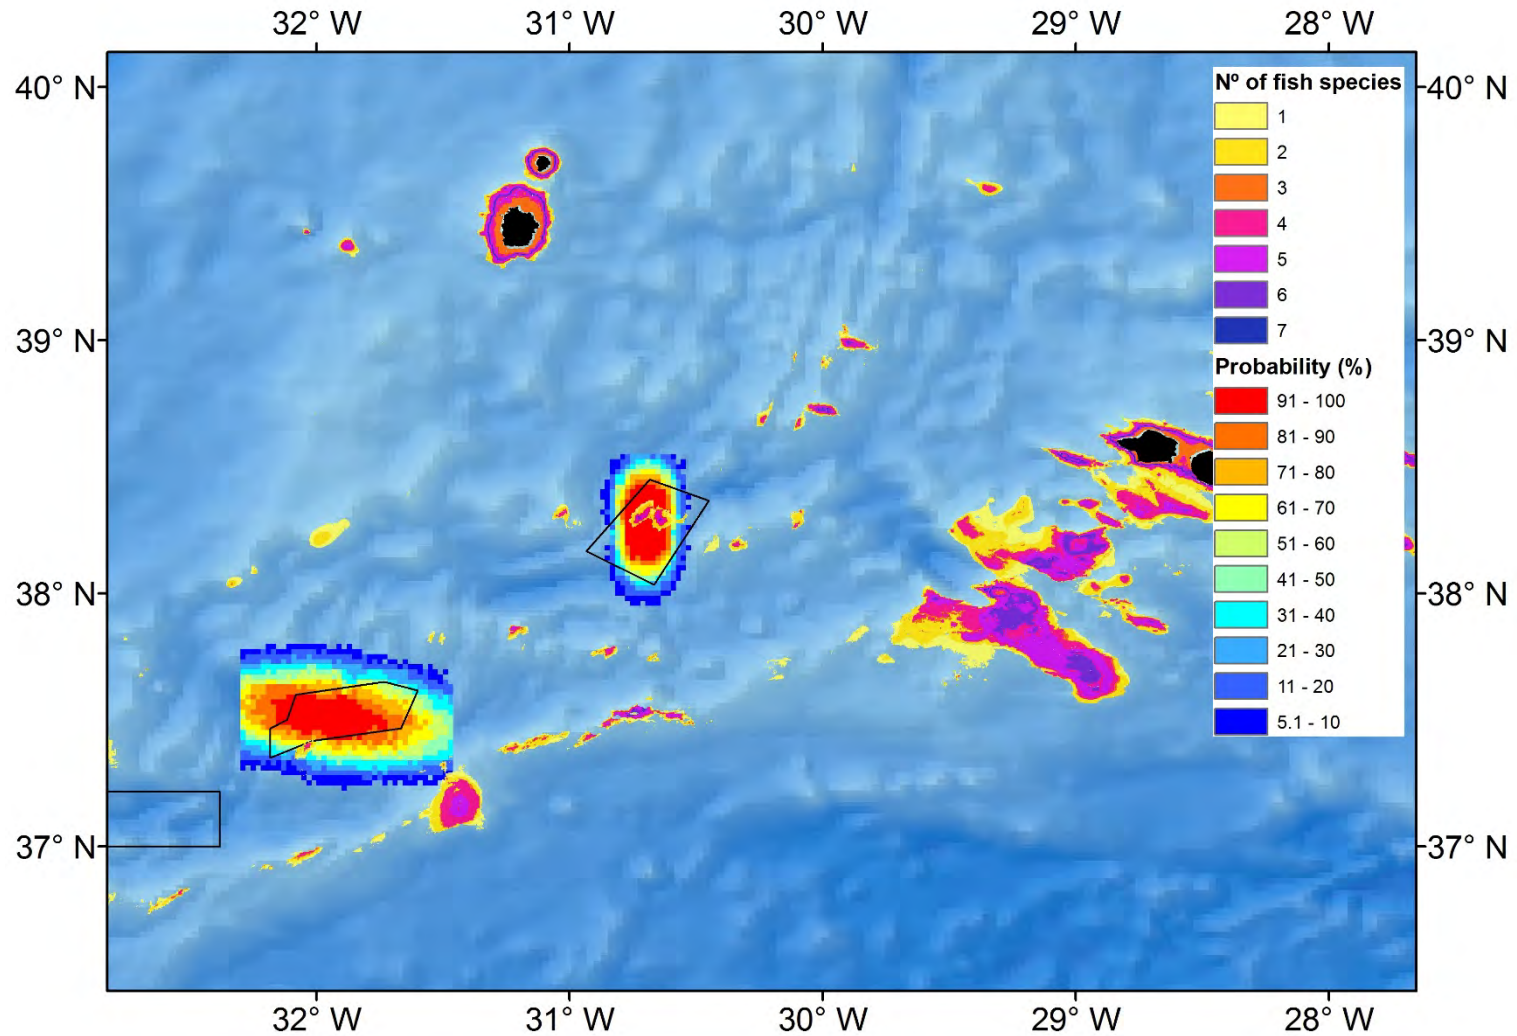 32° W 31° W 30° W 29° W 28° W
40° N
39° N
38° N
37° N
Nº of fish species
1
2
3
4
5
6
7
Probability (%)
91 - 100
81 - 90
71 - 80
61 - 70
51 - 60
41 - 50
31 - 40
21 - 30
11 - 20
5.1 - 10
40° N
39° N
38° N
37° N
32° W 31° W 30° W 29° W 28° W